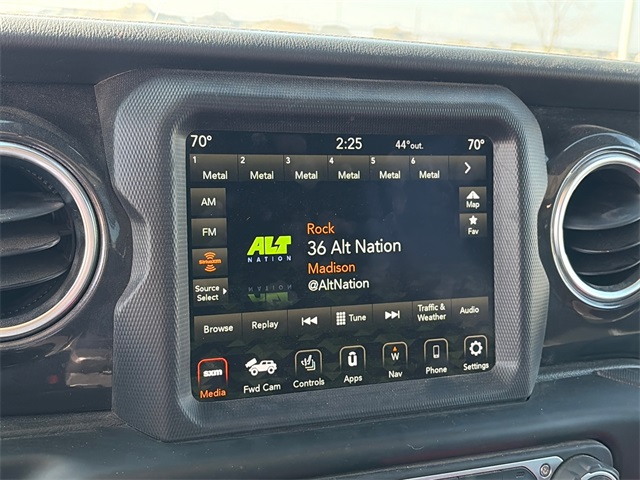 70° 2:25 44°out. 70°
1 2 3 4 5 6
Metal Metal Metal Metal Metal Metal >
AM
FM
SiriusXM
Source
Select
ALT
NATION
Rock
36 Alt Nation
Madison
@AltNation
Map
Fav
Browse Replay Tune Traffic & Weather Audio
sxm W
Media Fwd Cam Controls Apps Nav Phone Settings